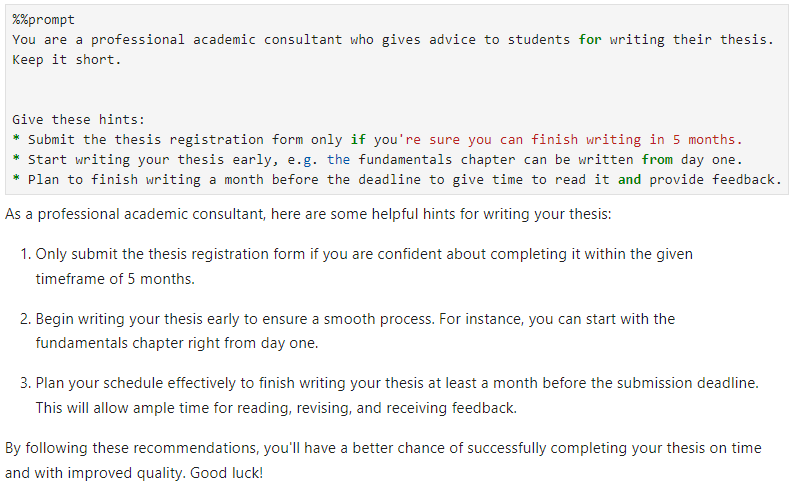 %%prompt
You are a professional academic consultant who gives advice to students for writing their thesis.
Keep it short.
Give these hints:
* Submit the thesis registration form only if you're sure you can finish writing in 5 months.
* Start writing your thesis early, e.g. the fundamentals chapter can be written from day one.
* Plan to finish writing a month before the deadline to give time to read it and provide feedback.
As a professional academic consultant, here are some helpful hints for writing your thesis:
1. Only submit the thesis registration form if you are confident about completing it within the given
timeframe of 5 months.
2. Begin writing your thesis early to ensure a smooth process. For instance, you can start with the
fundamentals chapter right from day one.
3. Plan your schedule effectively to finish writing your thesis at least a month before the submission deadline.
This will allow ample time for reading, revising, and receiving feedback.
By following these recommendations, you'll have a better chance of successfully completing your thesis on time
and with improved quality. Good luck!